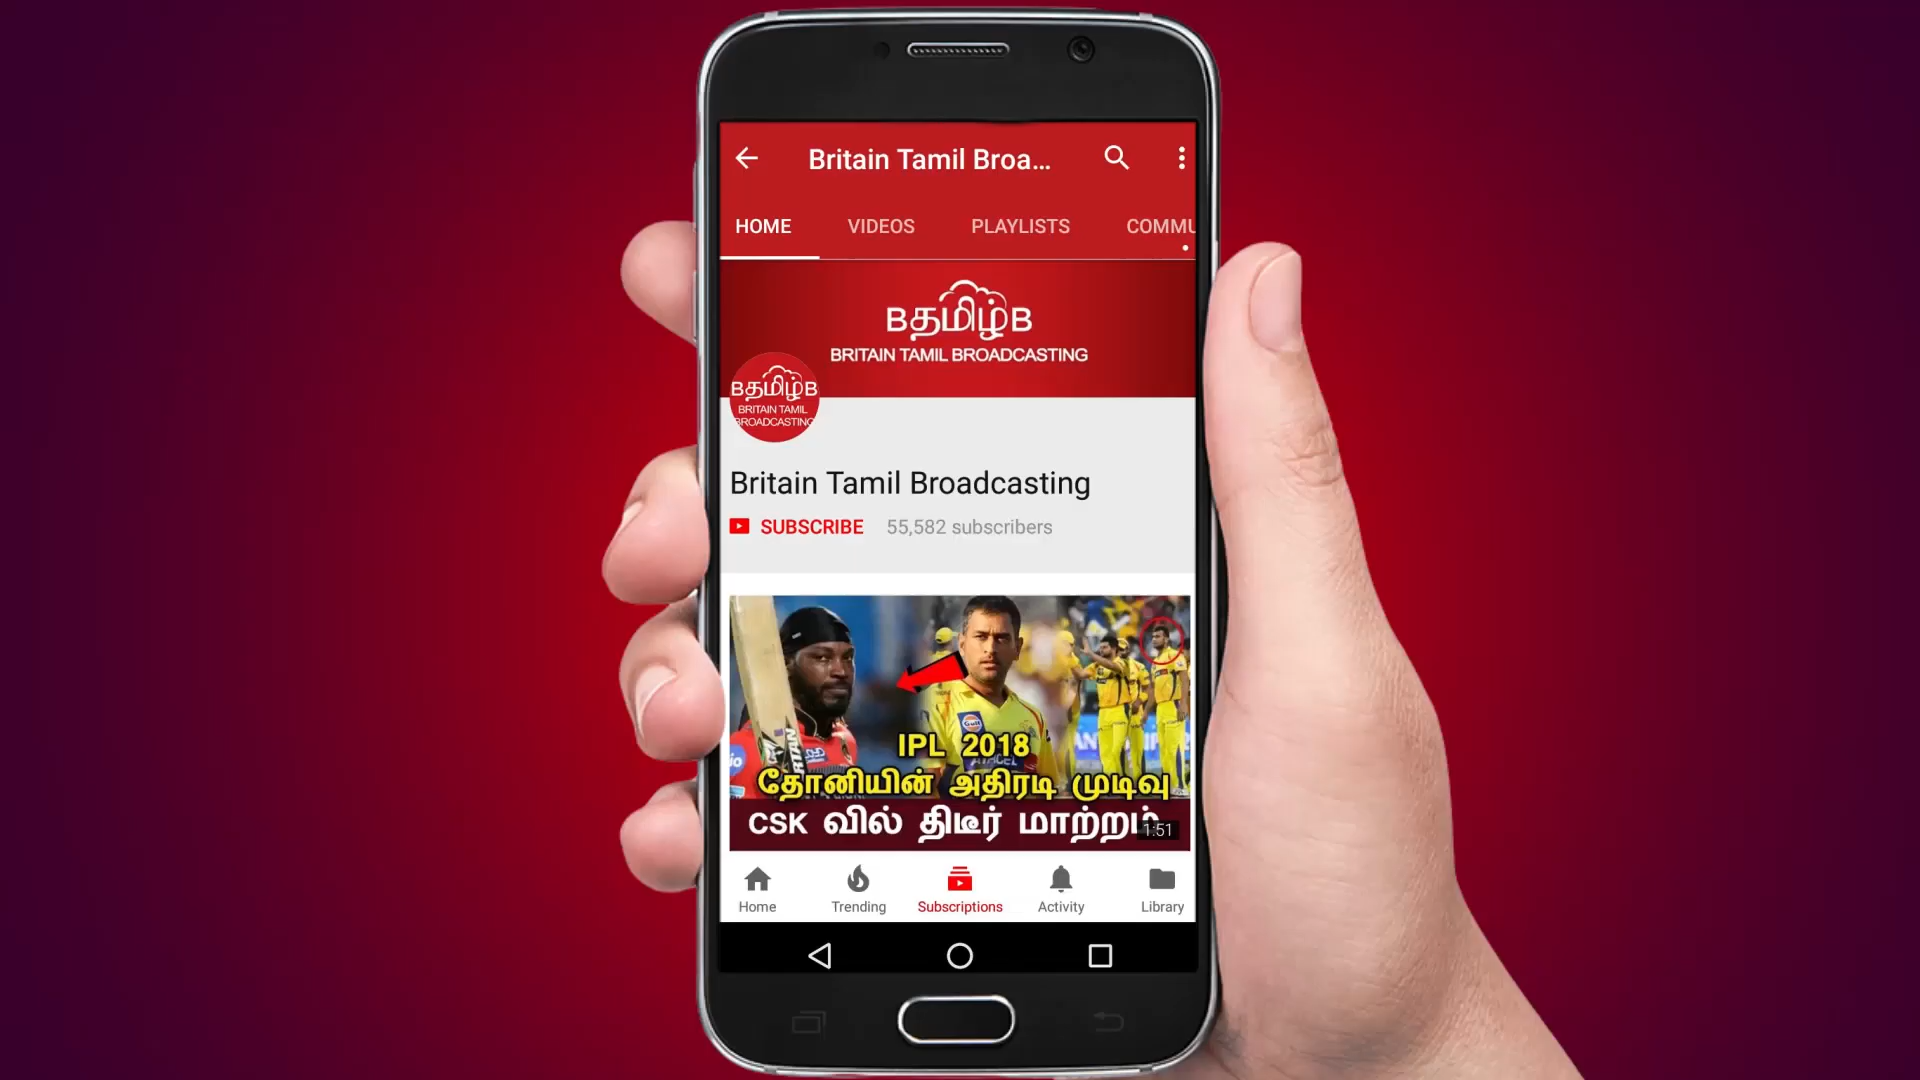 Britain Tamil Broa...
HOME VIDEOS PLAYLISTS COMMU
Bதமிழ்B
BRITAIN TAMIL BROADCASTING
Bதமிழ்B
BRITAIN TAMIL
BROADCASTING
Britain Tamil Broadcasting
SUBSCRIBE 55,582 subscribers
Gulf
IPL 2018
தோனியின் அதிரடி முடிவு
CSK வில் திடீர் மாற்றம்
1:51
Home Trending Subscriptions Activity Library